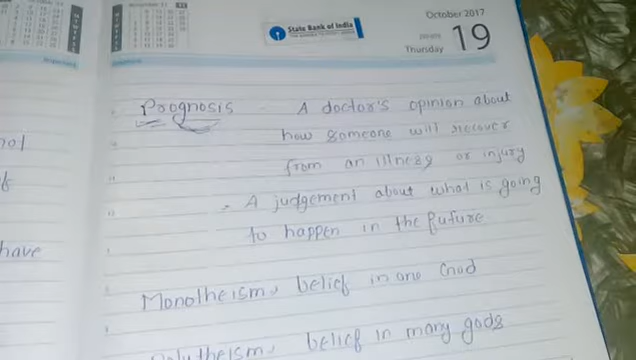 State Bank of India
October 2017
Thursday 19
Prognosis A doctor's opinion about
how someone will recover
from an illness or injury
A judgement about what is going
to happen in the future
have
Monotheism, belief in one God
belief in many gods